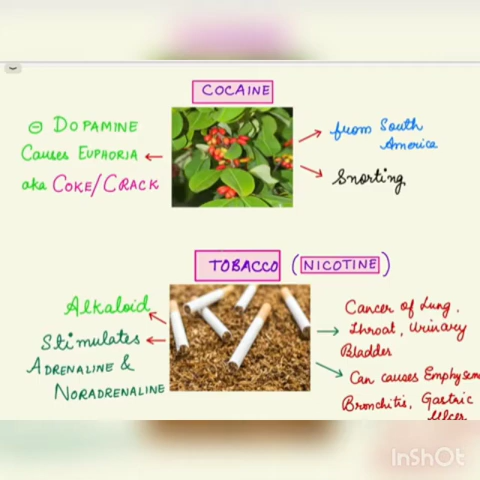 COCAINE
⊖ DOPAMINE
CAUSES EUPHORIA
aka COKE/CRACK
from South
America
Snorting
TOBACCO (NICOTINE)
Alkaloid
Stimulates
ADRENALINE &
NORADRENALINE
Cancer of Lung,
Throat, Urinary
Bladder
Can causes Emphysem
Bronchitis, Gastric
Ulcer
InShOt